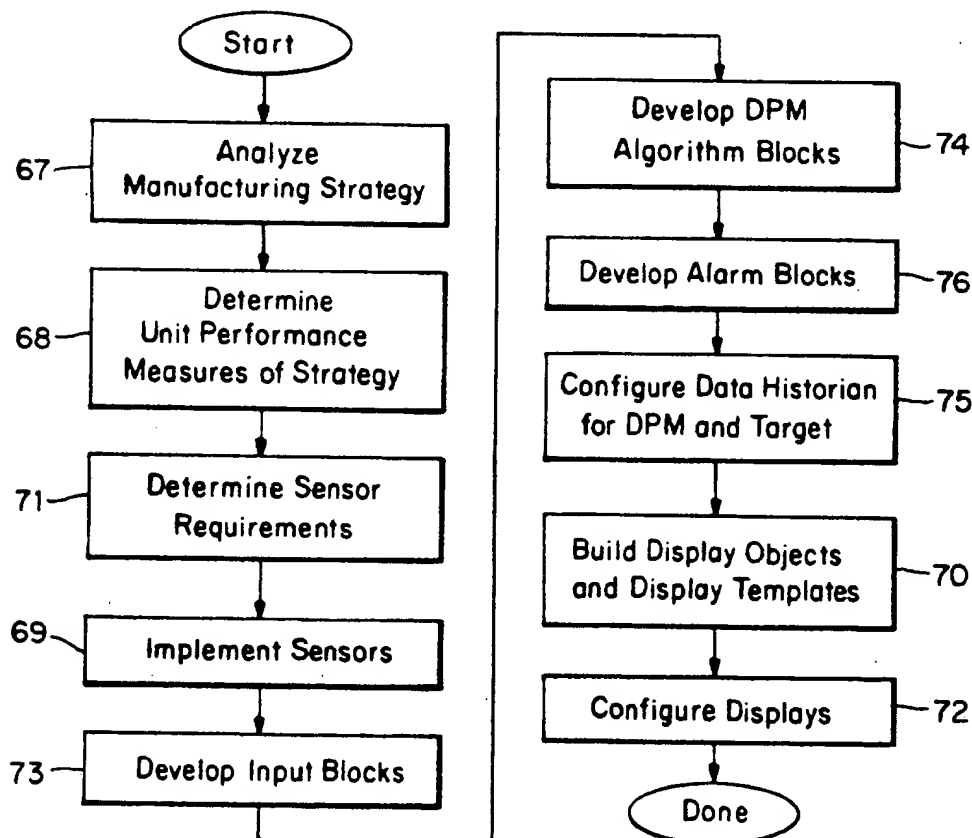 Start
67
Analyze
Manufacturing Strategy
68
Determine
Unit Performance
Measures of Strategy
71
Determine Sensor
Requirements
69
Implement Sensors
73
Develop Input Blocks
Develop DPM
Algorithm Blocks
74
Develop Alarm Blocks
76
Configure Data Historian
for DPM and Target
75
Build Display Objects
and Display Templates
70
Configure Displays
72
Done